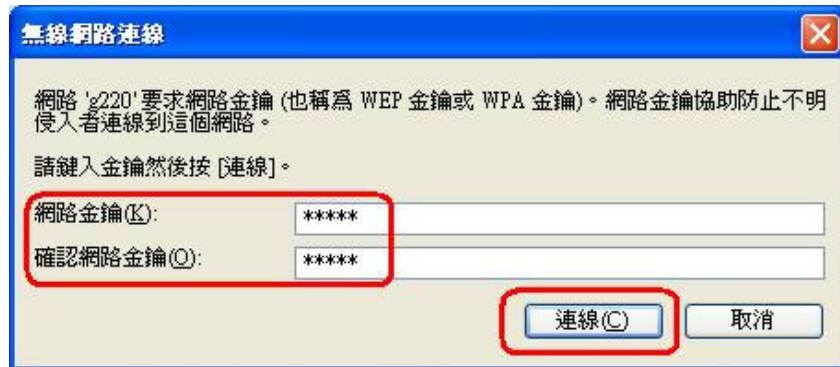 無線網路連線
網路 'g220' 要求網路金鑰 (也稱為 WEP 金鑰或 WPA 金鑰)。網路金鑰協助防止不明
侵入者連線到這個網路。
請鍵入金鑰然後按 [連線]。
網路金鑰(K): *****
確認網路金鑰(O): *****
連線(C) 取消